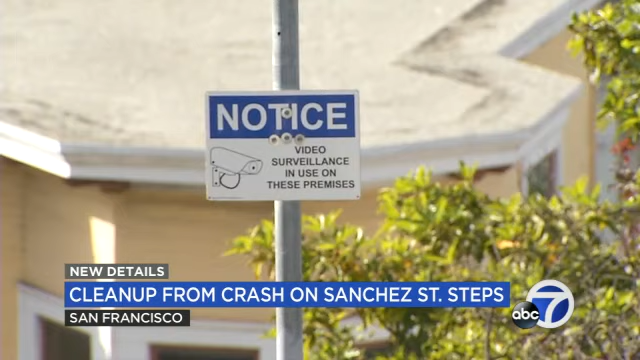 NOTICE
VIDEO
SURVEILLANCE
IN USE ON
THESE PREMISES
NEW DETAILS
CLEANUP FROM CRASH ON SANCHEZ ST. STEPS
SAN FRANCISCO
abc 7